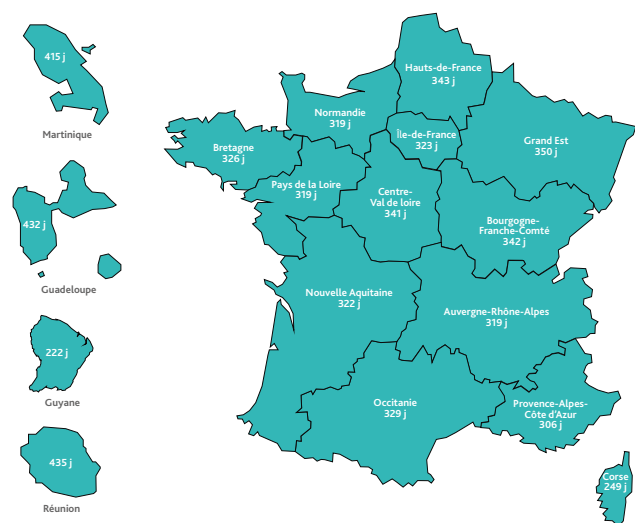 415 j
Martinique
432 j
Guadeloupe
222 j
Guyane
435 j
Réunion
Hauts-de-France
343 j
Normandie
319 j
Île-de-France
323 j
Grand Est
350 j
Bretagne
326 j
Pays de la Loire
319 j
Centre-
Val de loire
341 j
Bourgogne-
Franche-Comté
342 j
Nouvelle Aquitaine
322 j
Auvergne-Rhône-Alpes
319 j
Occitanie
329 j
Provence-Alpes-
Côte d'Azur
306 j
Corse
249 j